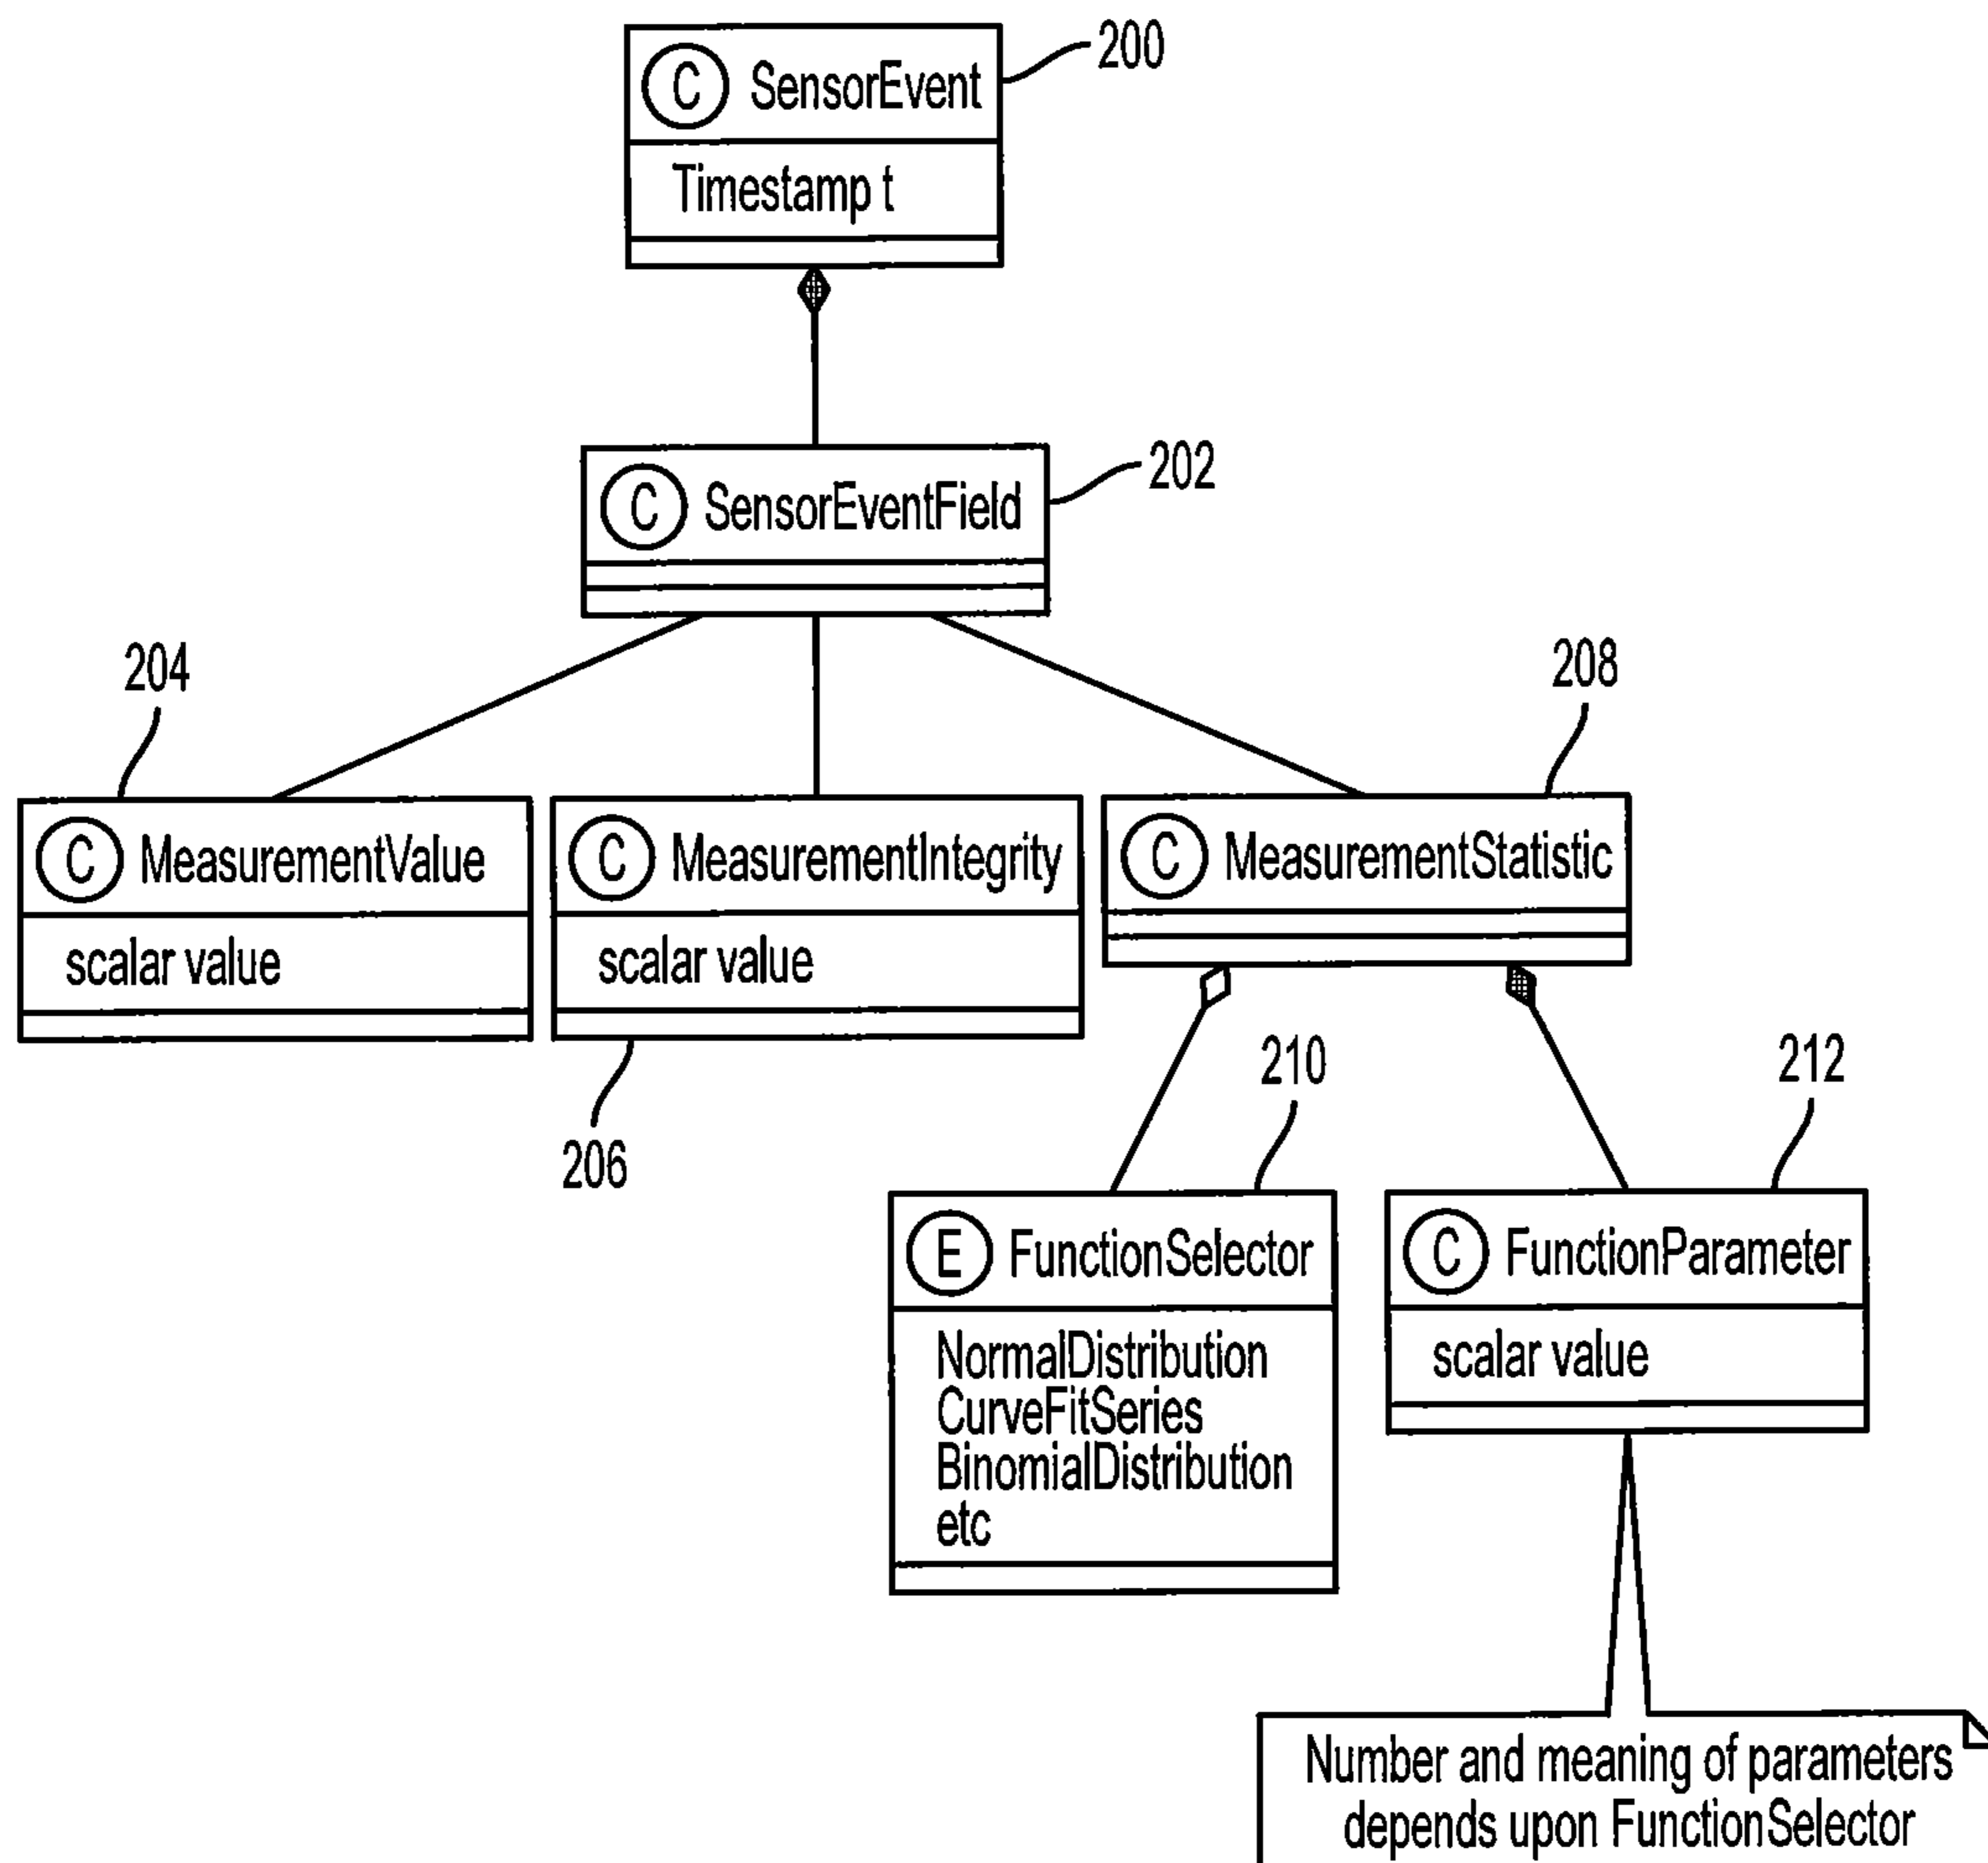 200
C SensorEvent
Timestamp t
202
C SensorEventField
204
208
C MeasurementValue
scalar value
C MeasurementIntegrity
scalar value
C MeasurementStatistic
206
210
212
E FunctionSelector
NormalDistribution
CurveFitSeries
BinomialDistribution
etc
C FunctionParameter
scalar value
Number and meaning of parameters
depends upon FunctionSelector